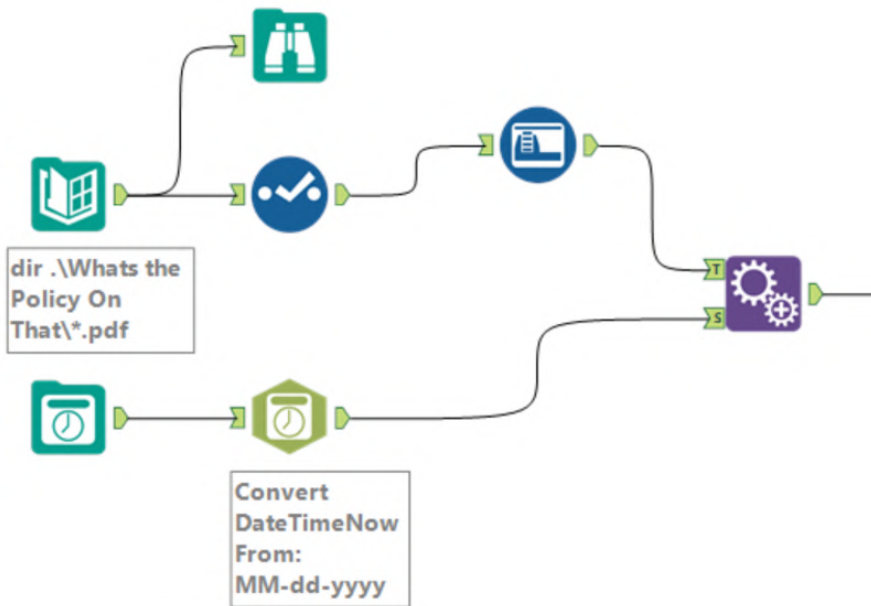 dir .\Whats the
Policy On
That\*.pdf
T
S
Convert
DateTimeNow
From:
MM-dd-yyyy